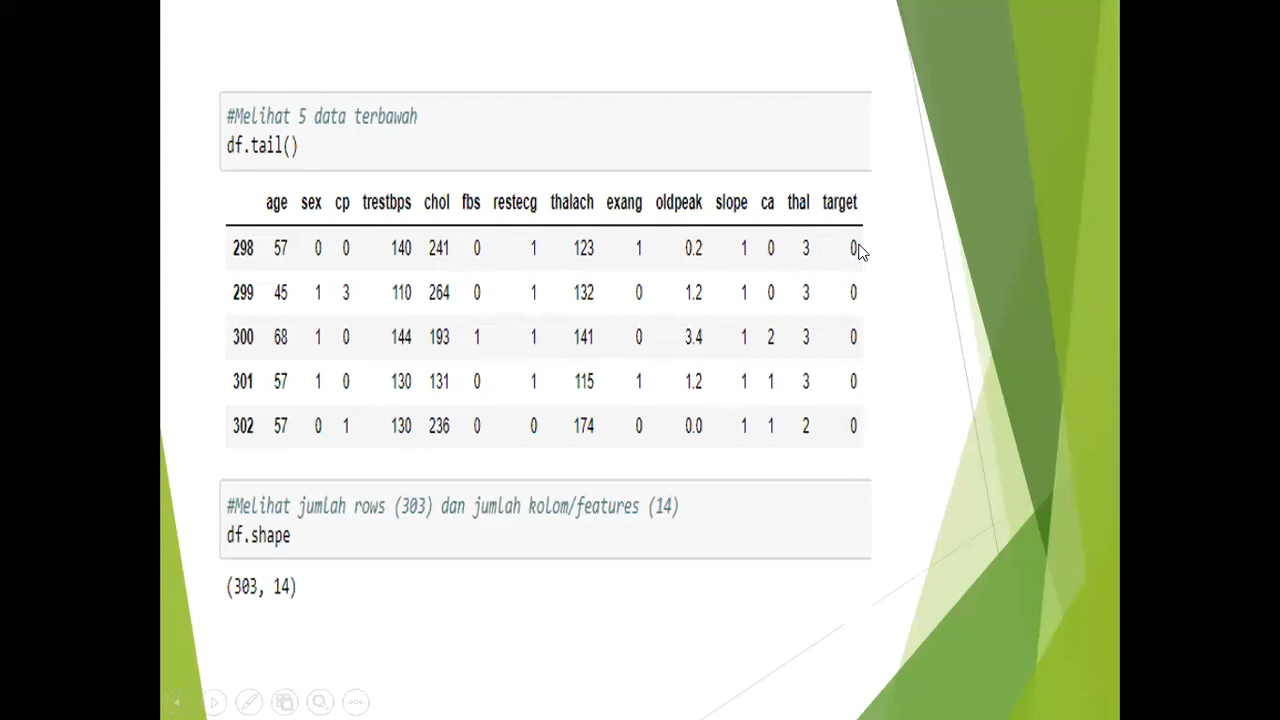 #Melihat 5 data terbawah
df.tail()
age sex cp trestbps chol fbs restecg thalach exang oldpeak slope ca thal target
298 57 0 0 140 241 0 1 123 1 0.2 1 0 3 0
299 45 1 3 110 264 0 1 132 0 1.2 1 0 3 0
300 68 1 0 144 193 1 1 141 0 3.4 1 2 3 0
301 57 1 0 130 131 0 1 115 1 1.2 1 1 3 0
302 57 0 1 130 236 0 0 174 0 0.0 1 1 2 0
#Melihat jumlah rows (303) dan jumlah kolom/features (14)
df.shape
(303, 14)